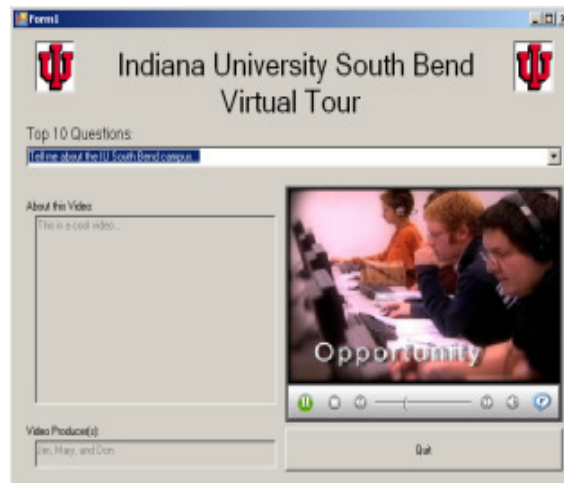 Form1
Indiana University South Bend
Virtual Tour
Top 10 Questions:
Tell me about the IU South Bend campus...
About this Video:
This is a cool video...
Opportunity
Video Producer(s):
Jim, Mary, and Don
Quit